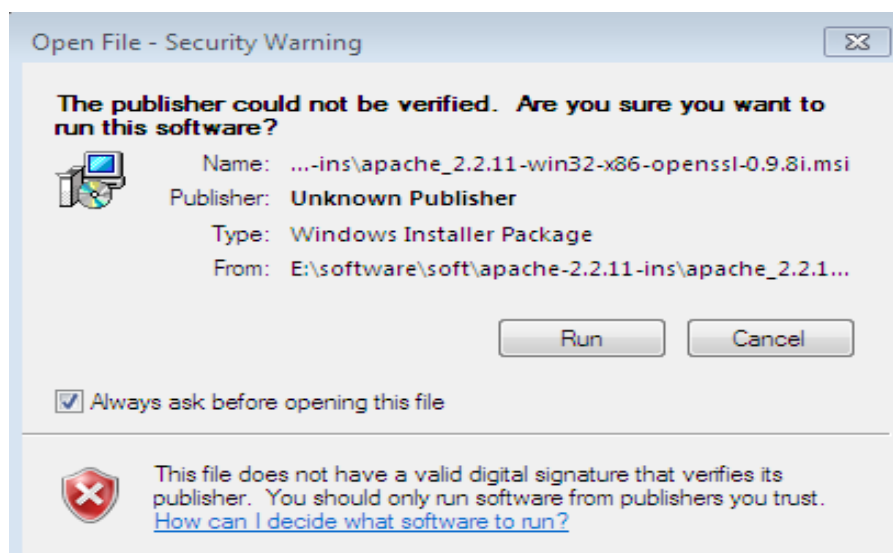 Open File - Security Warning
The publisher could not be verified. Are you sure you want to
run this software?
Name: ...-ins\apache_2.2.11-win32-x86-openssl-0.9.8i.msi
Publisher: Unknown Publisher
Type: Windows Installer Package
From: E:\software\soft\apache-2.2.11-ins\apache_2.2.1...
Run Cancel
Always ask before opening this file
This file does not have a valid digital signature that verifies its
publisher. You should only run software from publishers you trust.
How can I decide what software to run?